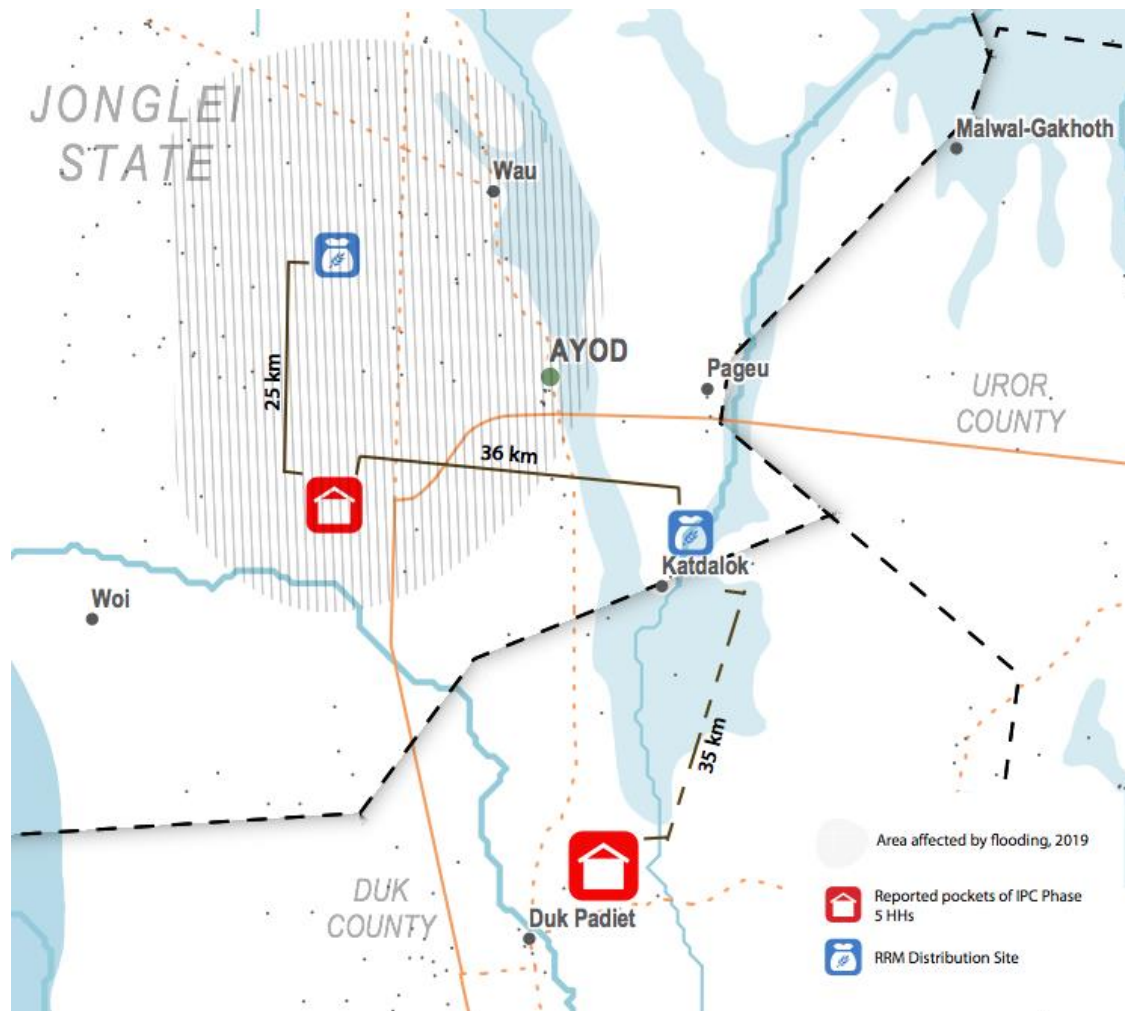 JONGLEI
STATE
Malwal-Gakhoth
Wau
AYOD
Pageu
25 km
UROR
COUNTY
36 km
Katdalok
Woi
35 km
Area affected by flooding, 2019
DUK
COUNTY
Reported pockets of IPC Phase
5 HHs
Duk Padiet
RRM Distribution Site